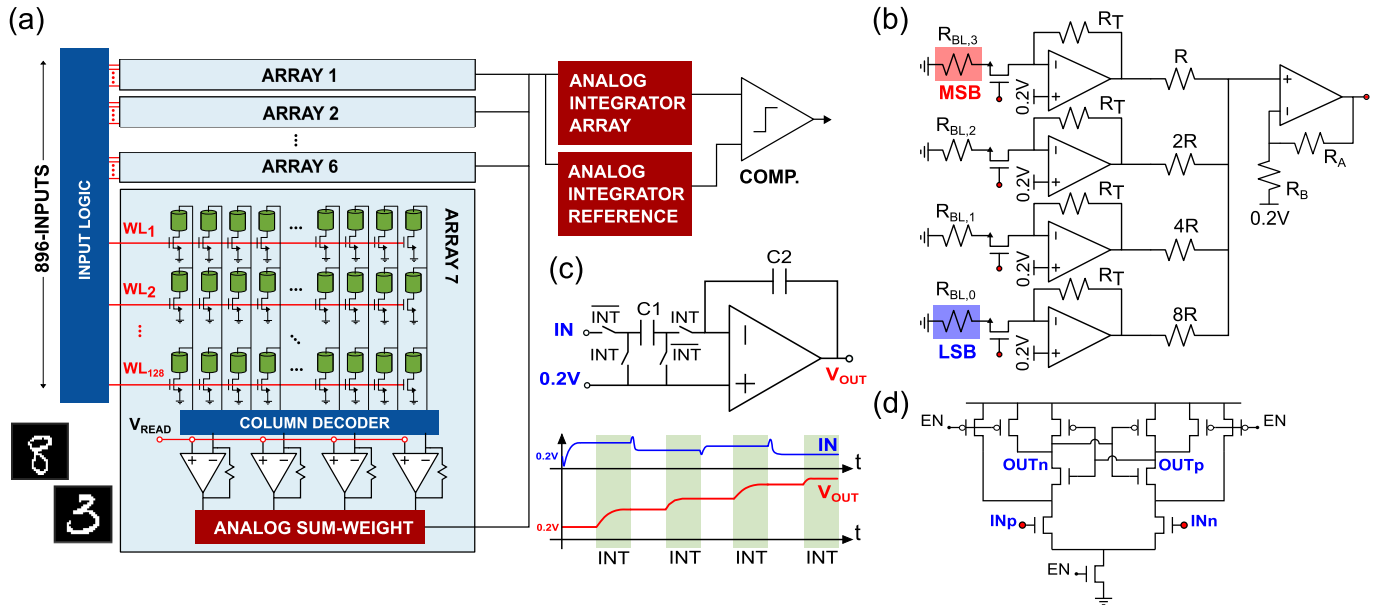 (a)
896-INPUTS
INPUT LOGIC
ARRAY 1
ARRAY 2
...
ARRAY 6
ARRAY 7
WL1
WL2
...
WL128
...
...
...
...
COLUMN DECODER
VREAD
+ −
+ −
+ −
+ −
ANALOG SUM-WEIGHT
8
3
ANALOG
INTEGRATOR
ARRAY
ANALOG
INTEGRATOR
REFERENCE
COMP.
(b)
RBL,3
MSB
RT
0.2V
−
+
R
RBL,2
RT
0.2V
−
+
2R
RBL,1
RT
0.2V
−
+
4R
RBL,0
LSB
RT
0.2V
−
+
8R
+
−
RA
RB
0.2V
(c)
C2
IN
I̅N̅T̅
C1
INT
INT
I̅N̅T̅
0.2V
−
+
VOUT
0.2V
IN
t
VOUT
0.2V
t
INT
INT
INT
INT
(d)
EN
EN
OUTn
OUTp
INp
INn
EN